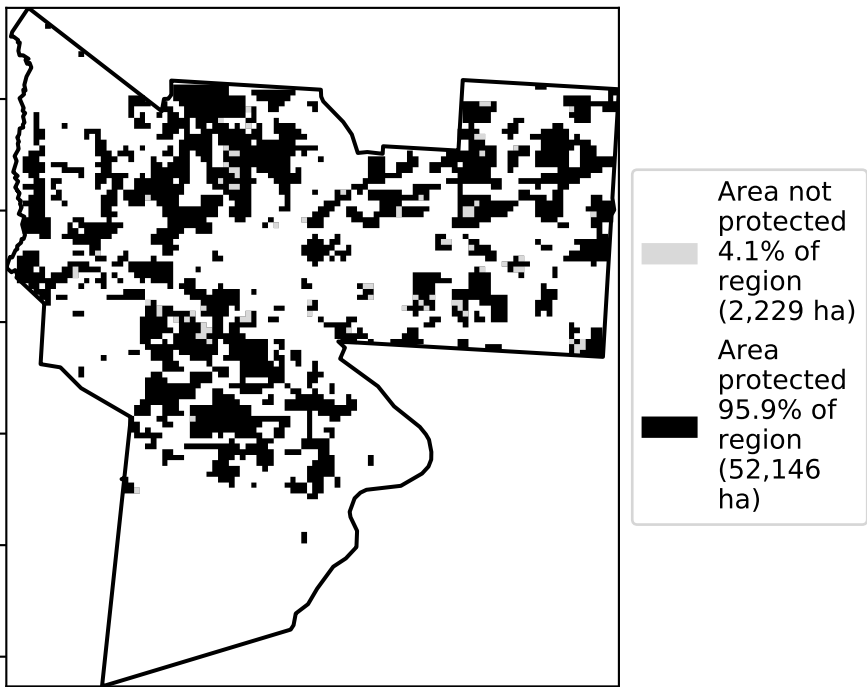 Area not
protected
4.1% of
region
(2,229 ha)
Area
protected
95.9% of
region
(52,146
ha)